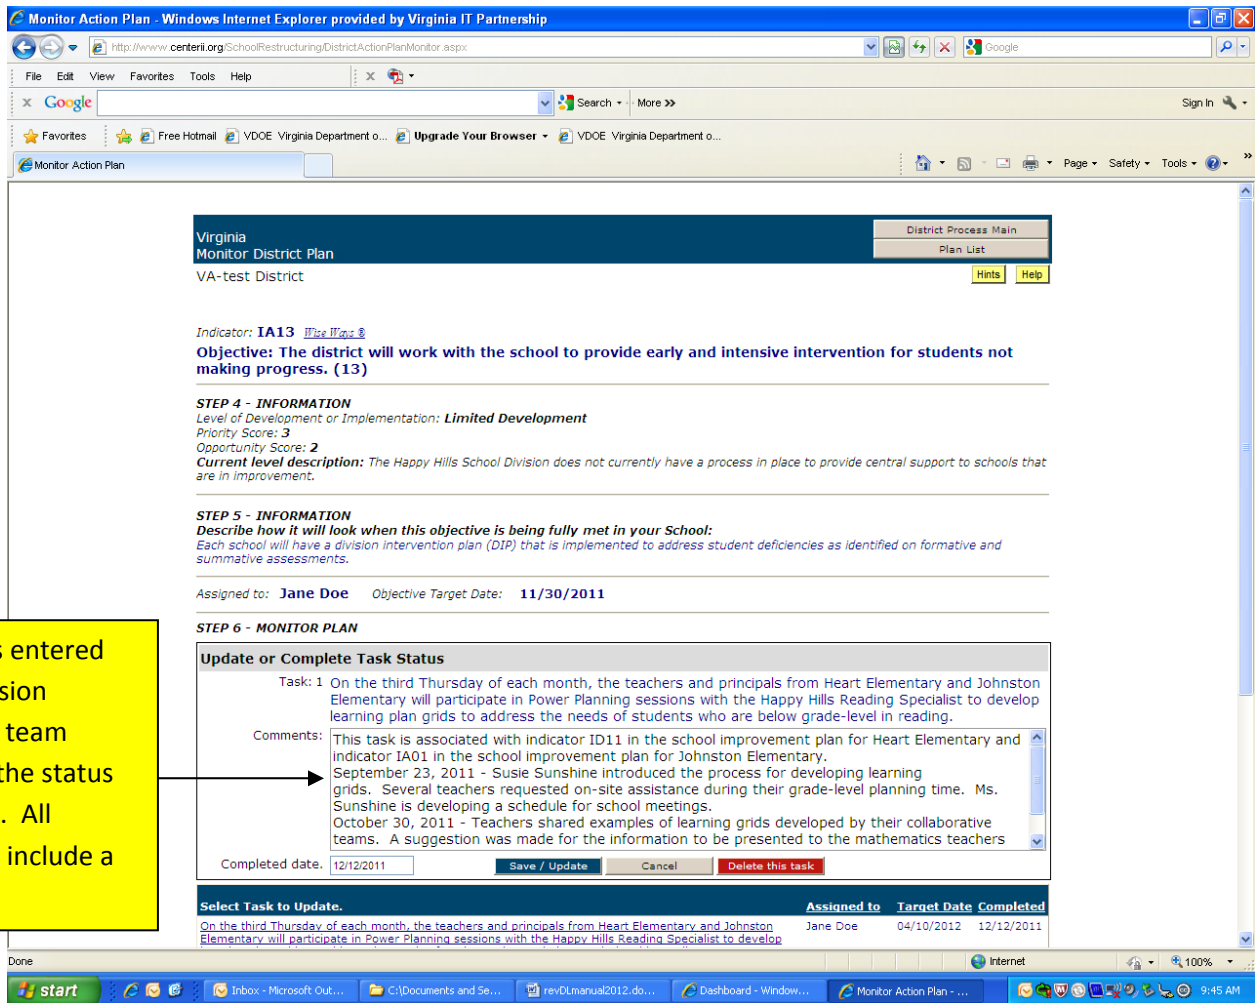 Monitor Action Plan - Windows Internet Explorer provided by Virginia IT Partnership
http://www.centerii.org/SchoolRestructuring/DistrictActionPlanMonitor.aspx
Google
File Edit View Favorites Tools Help
x
x Google Search More >> Sign In
Favorites Free Hotmail VDOE Virginia Department o... Upgrade Your Browser VDOE Virginia Department o...
Monitor Action Plan
Page Safety Tools »
Virginia
Monitor District Plan
District Process Main
Plan List
VA-test District
Hints Help
Indicator: IA13 Wise Ways ®
Objective: The district will work with the school to provide early and intensive intervention for students not
making progress. (13)
STEP 4 - INFORMATION
Level of Development or Implementation: Limited Development
Priority Score: 3
Opportunity Score: 2
Current level description: The Happy Hills School Division does not currently have a process in place to provide central support to schools that
are in improvement.
STEP 5 - INFORMATION
Describe how it will look when this objective is being fully met in your School:
Each school will have a division intervention plan (DIP) that is implemented to address student deficiencies as identified on formative and
summative assessments.
Assigned to: Jane Doe Objective Target Date: 11/30/2011
STEP 6 - MONITOR PLAN
s entered
sion
team
the status
. All
include a
Update or Complete Task Status
Task: 1 On the third Thursday of each month, the teachers and principals from Heart Elementary and Johnston
Elementary will participate in Power Planning sessions with the Happy Hills Reading Specialist to develop
learning plan grids to address the needs of students who are below grade-level in reading.
Comments: This task is associated with indicator ID11 in the school improvement plan for Heart Elementary and
indicator IA01 in the school improvement plan for Johnston Elementary.
September 23, 2011 - Susie Sunshine introduced the process for developing learning
grids. Several teachers requested on-site assistance during their grade-level planning time. Ms.
Sunshine is developing a schedule for school meetings.
October 30, 2011 - Teachers shared examples of learning grids developed by their collaborative
teams. A suggestion was made for the information to be presented to the mathematics teachers
Completed date. 12/12/2011 Save / Update Cancel Delete this task
Select Task to Update. Assigned to Target Date Completed
On the third Thursday of each month, the teachers and principals from Heart Elementary and Johnston Jane Doe 04/10/2012 12/12/2011
Elementary will participate in Power Planning sessions with the Happy Hills Reading Specialist to develop
Done Internet 100%
start Inbox - Microsoft Out... C:\Documents and Se... revDLmanual2012.do... Dashboard - Window... Monitor Action Plan - ... 9:45 AM